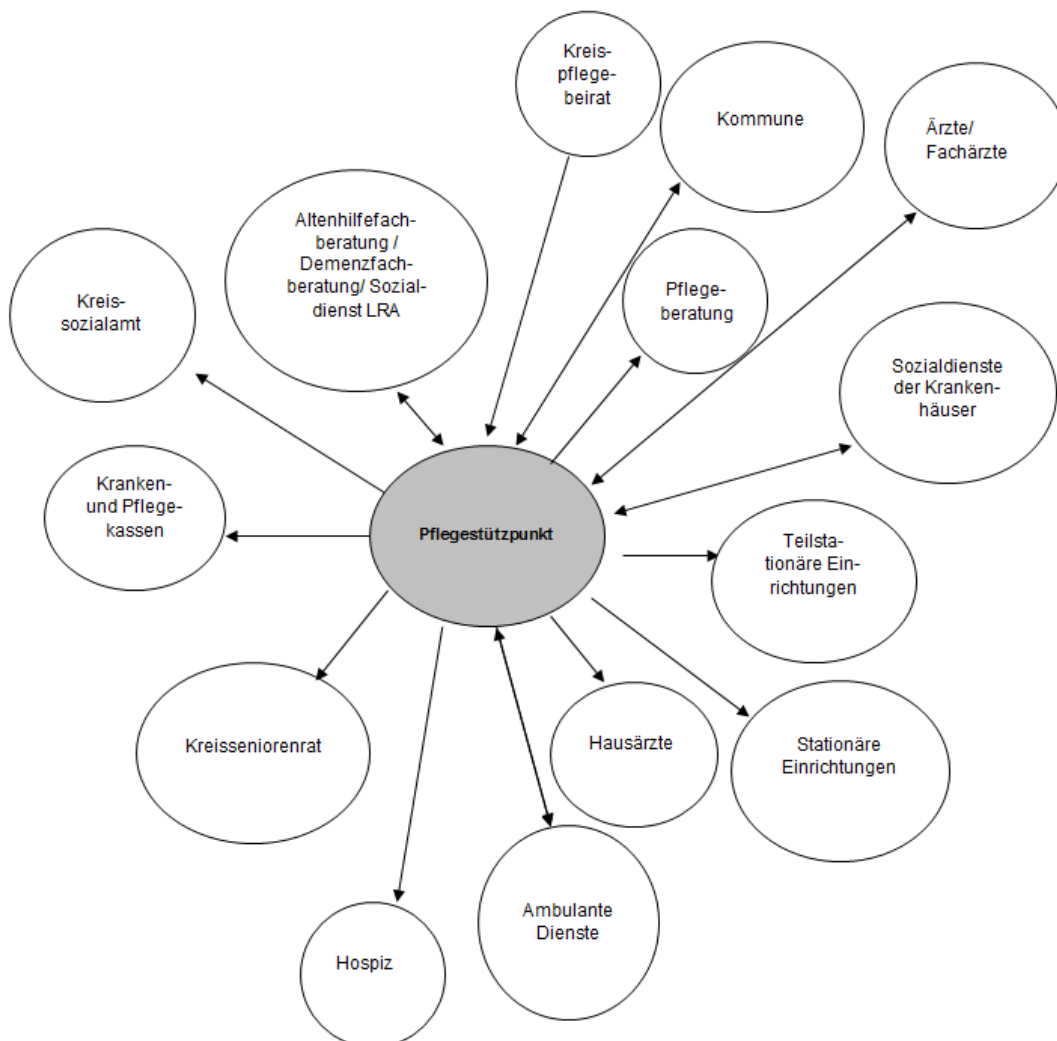 Kreis-
pflege-
beirat
Kommune
Ärzte/
Fachärzte
Altenhilfefach-
beratung /
Demenzfach-
beratung/ Sozial-
dienst LRA
Pflege-
beratung
Kreis-
sozialamt
Sozialdienste
der Kranken-
häuser
Kranken-
und Pflege-
kassen
Pflegestützpunkt
Teilsta-
tionäre Ein-
richtungen
Kreisseniorenrat
Hausärzte
Stationäre
Einrichtungen
Ambulante
Dienste
Hospiz